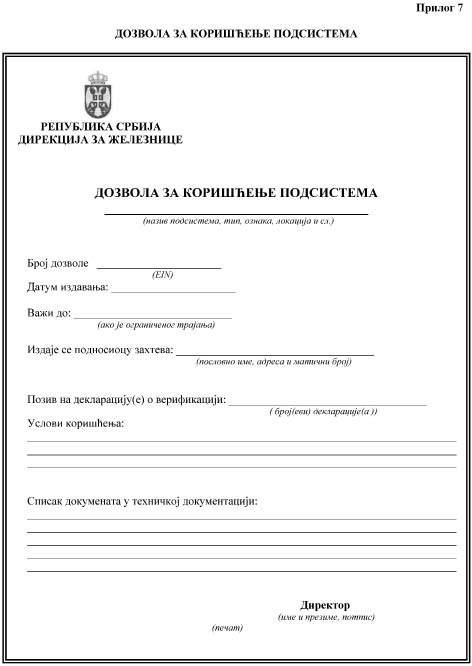 Прилог 7
ДОЗВОЛА ЗА КОРИШЋЕЊЕ ПОДСИСТЕМА
РЕПУБЛИКА СРБИЈА
ДИРЕКЦИЈА ЗА ЖЕЛЕЗНИЦЕ
ДОЗВОЛА ЗА КОРИШЋЕЊЕ ПОДСИСТЕМА
(назив подсистема, тип, ознака, локација и сл.)
Број дозволе
(EIN)
Датум издавања:
Важи до:
(ако је ограниченог трајања)
Издаје се подносиоцу захтева:
(пословно име, адреса и матични број)
Позив на декларацију(е) о верификацији:
( број(еви) декларације(а ))
Услови коришћења:
Списак докумената у техничкој документацији:
Директор
(име и презиме, потпис)
(печат)